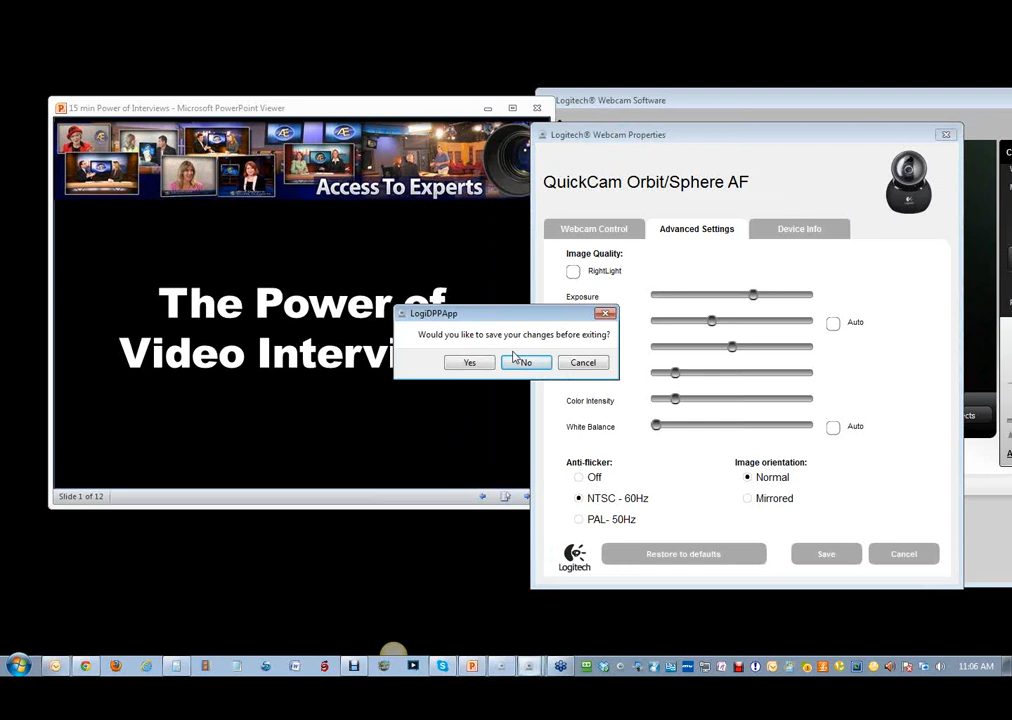 15 min Power of Interviews - Microsoft PowerPoint Viewer
Access To Experts
The Power of
Video Intervi
Slide 1 of 12
Logitech® Webcam Software
Logitech® Webcam Properties
QuickCam Orbit/Sphere AF
Webcam Control
Advanced Settings
Device Info
Image Quality:
RightLight
Exposure
Auto
Color Intensity
White Balance
Auto
Anti-flicker:
Off
NTSC - 60Hz
PAL- 50Hz
Image orientation:
Normal
Mirrored
Logitech
Restore to defaults
Save
Cancel
LogiDPPApp
Would you like to save your changes before exiting?
Yes
No
Cancel
cts
11:06 AM